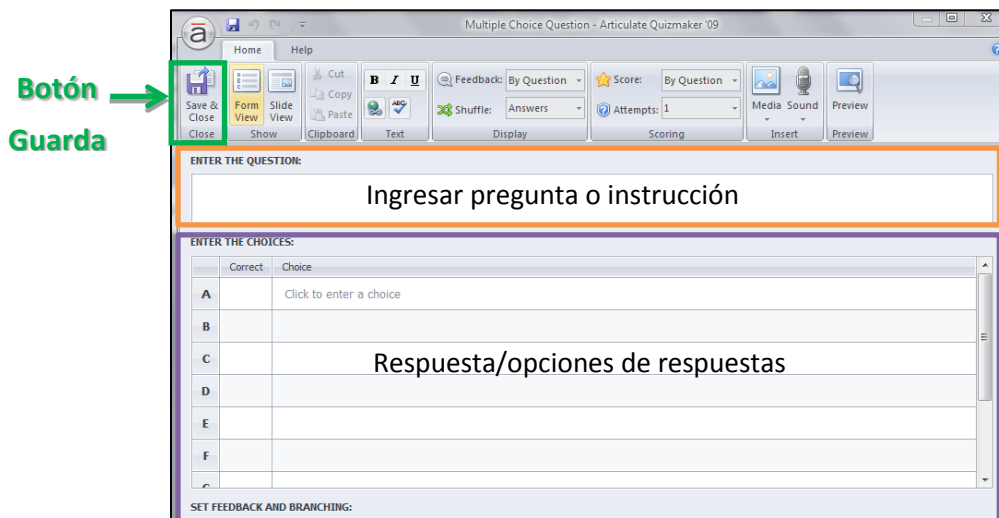 Multiple Choice Question - Articulate Quizmaker '09
Home Help
Botón
Guarda
Save & Close
Form View
Slide View
Cut
Copy
Paste
B I U
ABC
Feedback: By Question
Shuffle: Answers
Score: By Question
Attempts: 1
Media Sound
Preview
Close Show Clipboard Text Display Scoring Insert Preview
ENTER THE QUESTION:
Ingresar pregunta o instrucción
ENTER THE CHOICES:
Correct Choice
A Click to enter a choice
B
C
Respuesta/opciones de respuestas
D
E
F
SET FEEDBACK AND BRANCHING: